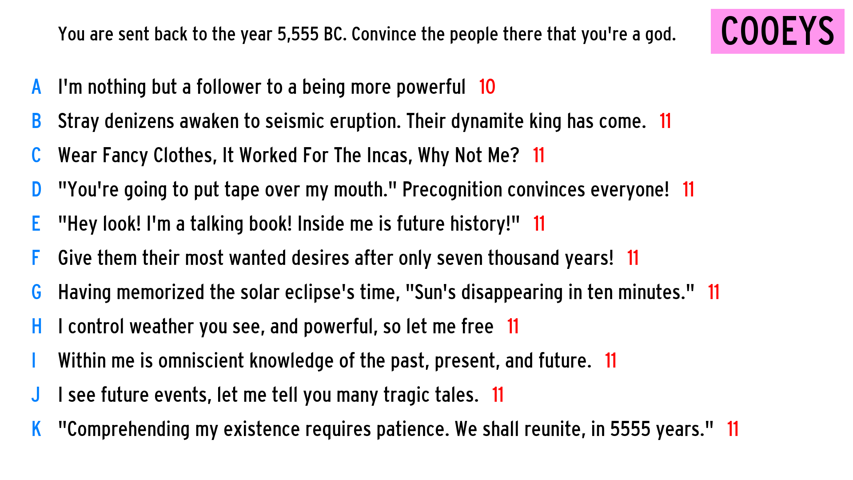 You are sent back to the year 5,555 BC. Convince the people there that you're a god.
COOEYS
A I'm nothing but a follower to a being more powerful 10
B Stray denizens awaken to seismic eruption. Their dynamite king has come. 11
C Wear Fancy Clothes, It Worked For The Incas, Why Not Me? 11
D "You're going to put tape over my mouth." Precognition convinces everyone! 11
E "Hey look! I'm a talking book! Inside me is future history!" 11
F Give them their most wanted desires after only seven thousand years! 11
G Having memorized the solar eclipse's time, "Sun's disappearing in ten minutes." 11
H I control weather you see, and powerful, so let me free 11
I Within me is omniscient knowledge of the past, present, and future. 11
J I see future events, let me tell you many tragic tales. 11
K "Comprehending my existence requires patience. We shall reunite, in 5555 years." 11